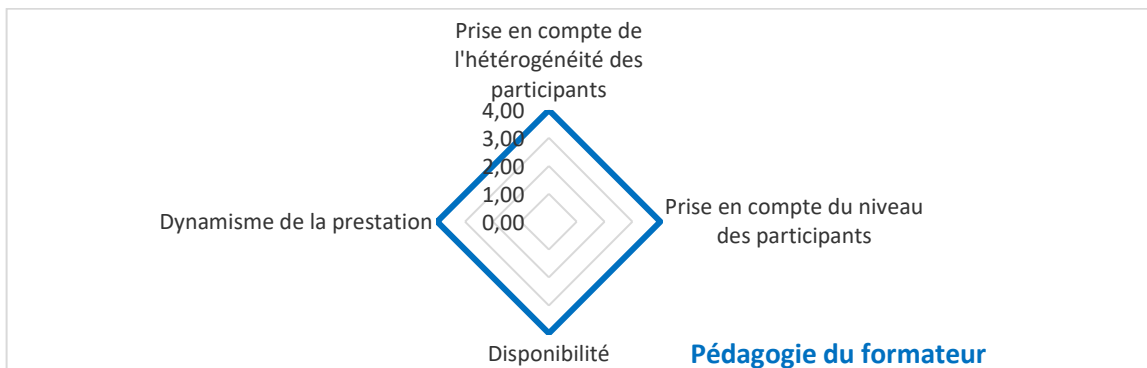 Prise en compte de
l'hétérogénéité des
participants
4,00
3,00
2,00
1,00
0,00
Dynamisme de la prestation
Prise en compte du niveau
des participants
Disponibilité
Pédagogie du formateur